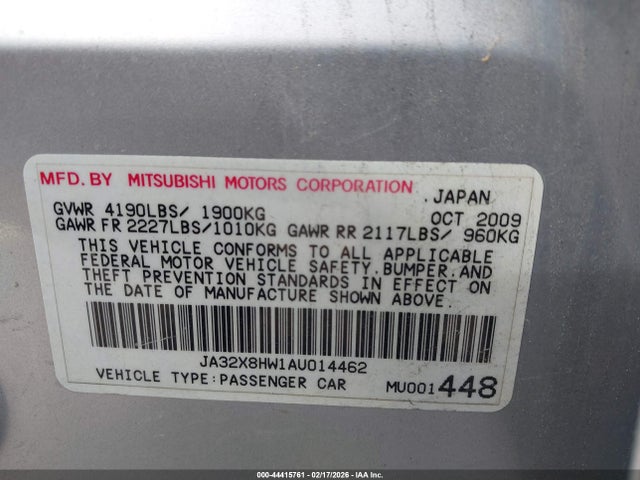 MFD. BY MITSUBISHI MOTORS CORPORATION
JAPAN
GVWR 4190LBS/ 1900KG OCT 2009
GAWR FR 2227LBS/1010KG GAWR RR 2117LBS/ 960KG
THIS VEHICLE CONFORMS TO ALL APPLICABLE
FEDERAL MOTOR VEHICLE SAFETY.BUMPER.AND
THEFT PREVENTION STANDARDS IN EFFECT ON
THE DATE OF MANUFACTURE SHOWN ABOVE.
JA32X8HW1AU014462
VEHICLE TYPE:PASSENGER CAR MU001448
000-44415761 - 02/17/2026 - IAA Inc.